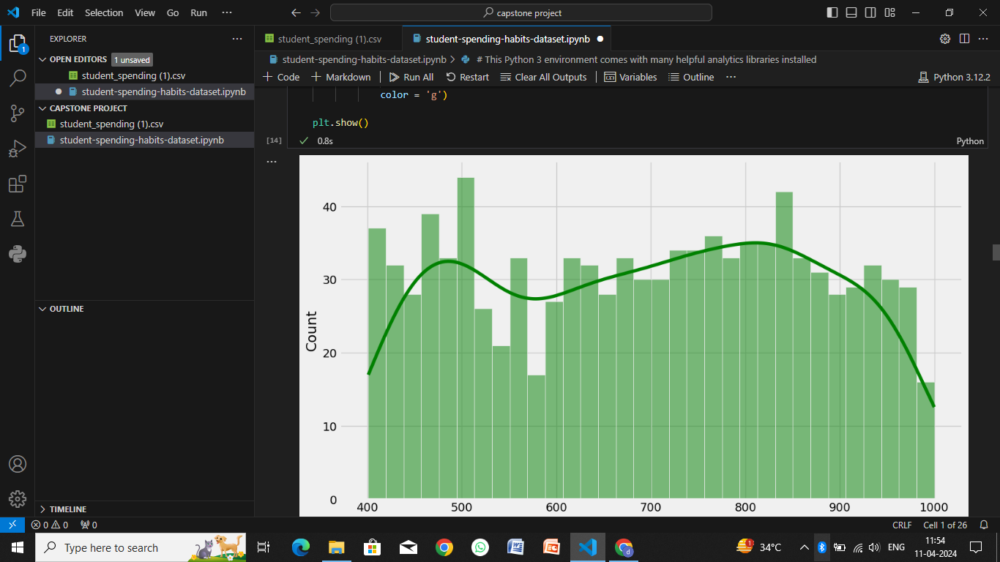 File Edit Selection View Go Run ···
capstone project
EXPLORER ···
OPEN EDITORS 1 unsaved
student_spending (1).csv
student-spending-habits-dataset.ipynb
CAPSTONE PROJECT
student_spending (1).csv
student-spending-habits-dataset.ipynb
OUTLINE
TIMELINE
1
student_spending (1).csv
student-spending-habits-dataset.ipynb
student-spending-habits-dataset.ipynb > # This Python 3 environment comes with many helpful analytics libraries installed
+ Code + Markdown Run All Restart Clear All Outputs Variables Outline ··· Python 3.12.2
color = 'g')
plt.show()
[14] 0.8s Python
...
40
30
20
10
0
Count
400 500 600 700 800 900 1000
0 0 0 CRLF Cell 1 of 26
Type here to search
1 34°C ENG 11:54
11-04-2024